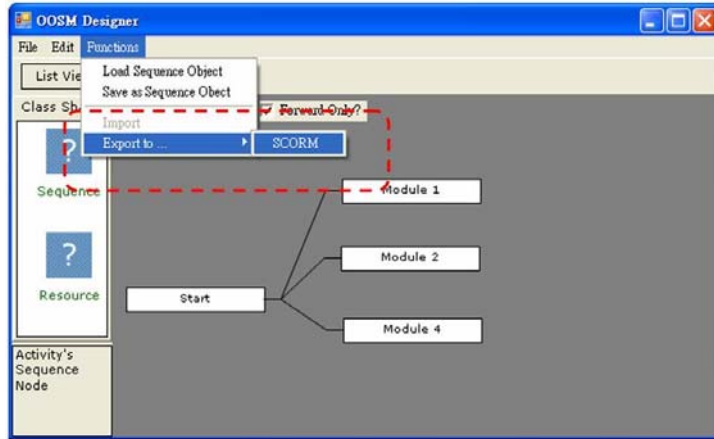 OOSM Designer
File Edit Functions
List Vie
Load Sequence Object
Save as Sequence Obect
Class Sh
Forward Only?
Import
Export to ...
SCORM
?
Sequence
Module 1
?
Module 2
Resource
Start
Module 4
Activity's
Sequence
Node